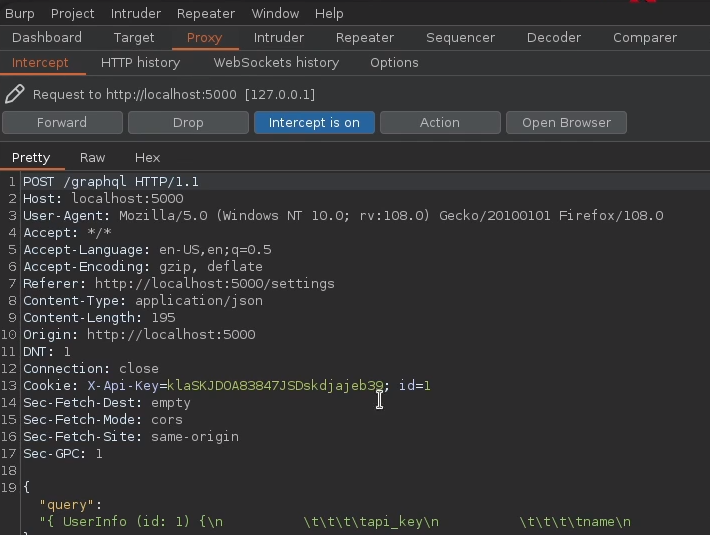 Burp Project Intruder Repeater Window Help
Dashboard Target Proxy Intruder Repeater Sequencer Decoder Comparer
Intercept HTTP history WebSockets history Options
Request to http://localhost:5000 [127.0.0.1]
Forward Drop Intercept is on Action Open Browser
Pretty Raw Hex
1 POST /graphql HTTP/1.1
2 Host: localhost:5000
3 User-Agent: Mozilla/5.0 (Windows NT 10.0; rv:108.0) Gecko/20100101 Firefox/108.0
4 Accept: */*
5 Accept-Language: en-US,en;q=0.5
6 Accept-Encoding: gzip, deflate
7 Referer: http://localhost:5000/settings
8 Content-Type: application/json
9 Content-Length: 195
10 Origin: http://localhost:5000
11 DNT: 1
12 Connection: close
13 Cookie: X-Api-Key=klaSKJDOA83847JSDskdjajeb39; id=1
14 Sec-Fetch-Dest: empty
15 Sec-Fetch-Mode: cors
16 Sec-Fetch-Site: same-origin
17 Sec-GPC: 1
18
19 {
"query":
"{ UserInfo (id: 1) {\n \t\t\t\tapi_key\n \t\t\t\tname\n